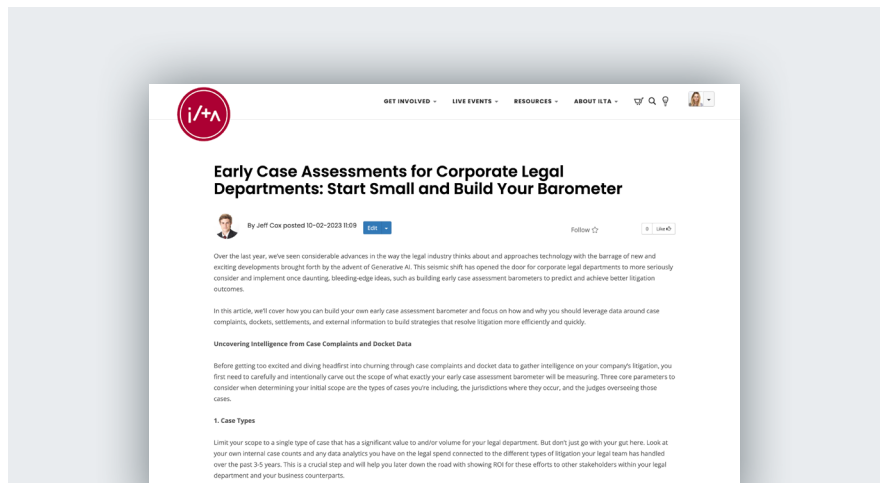 i/+Λ
GET INVOLVED
LIVE EVENTS
RESOURCES
ABOUT ILTA
Early Case Assessments for Corporate Legal
Departments: Start Small and Build Your Barometer
By Jeff Cox posted 10-02-2023 11:09
Edit
Follow
0
Like
Over the last year, we've seen considerable advances in the way the legal industry thinks about and approaches technology with the barrage of new and
exciting developments brought forth by the advent of Generative AI. This seismic shift has opened the door for corporate legal departments to more seriously
consider and implement once daunting, bleeding-edge ideas, such as building early case assessment barometers to predict and achieve better litigation
outcomes.
In this article, we'll cover how you can build your own early case assessment barometer and focus on how and why you should leverage data around case
complaints, dockets, settlements, and external information to build strategies that resolve litigation more efficiently and quickly.
Uncovering Intelligence from Case Complaints and Docket Data
Before getting too excited and diving headfirst into churning through case complaints and docket data to gather intelligence on your company's litigation, you
first need to carefully and intentionally carve out the scope of what exactly your early case assessment barometer will be measuring. Three core parameters to
consider when determining your initial scope are the types of cases you're including, the jurisdictions where they occur, and the judges overseeing those
cases.
1. Case Types
Limit your scope to a single type of case that has a significant value to and/or volume for your legal department. But don't just go with your gut here. Look at
your own internal case counts and any data analytics you have on the legal spend connected to the different types of litigation your legal team has handled
over the past 3-5 years. This is a crucial step and will help you later down the road with showing ROI for these efforts to other stakeholders within your legal
department and your business counterparts.